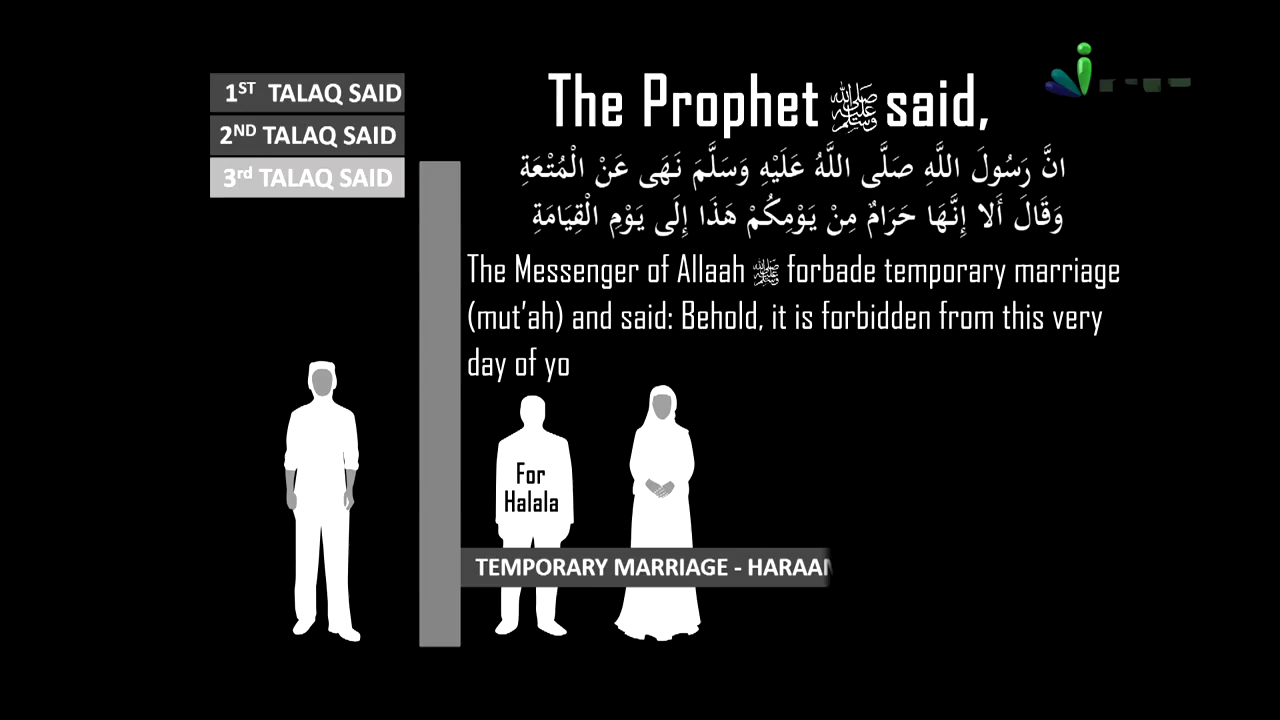 1ST TALAQ SAID
2ND TALAQ SAID
3rd TALAQ SAID
The Prophet ﷺ said,
انَّ رَسُولَ اللَّهِ صَلَّى اللَّهُ عَلَيْهِ وَسَلَّمَ نَهَى عَنْ الْمُتْعَةِ
وَقَالَ أَلا إِنَّهَا حَرَامٌ مِنْ يَوْمِكُمْ هَذَا إِلَى يَوْمِ الْقِيَامَةِ
The Messenger of Allaah ﷺ forbade temporary marriage
(mut’ah) and said: Behold, it is forbidden from this very
day of yo
For
Halala
TEMPORARY MARRIAGE - HARAAM